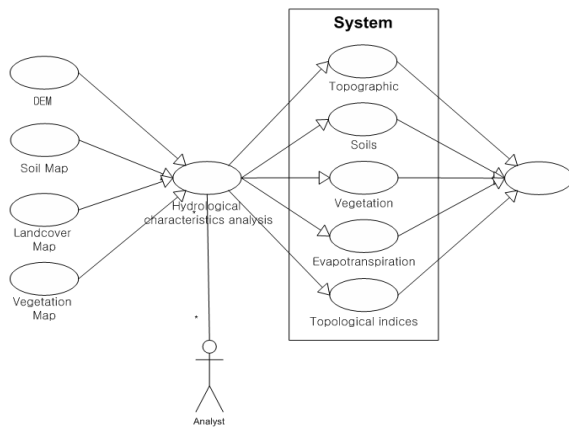 System
DEM
Soil Map
Landcover
Map
Vegetation
Map
Hydrological
characteristics analysis
*
*
Analyst
Topographic
Soils
Vegetation
Evapotranspiration
Topological indices